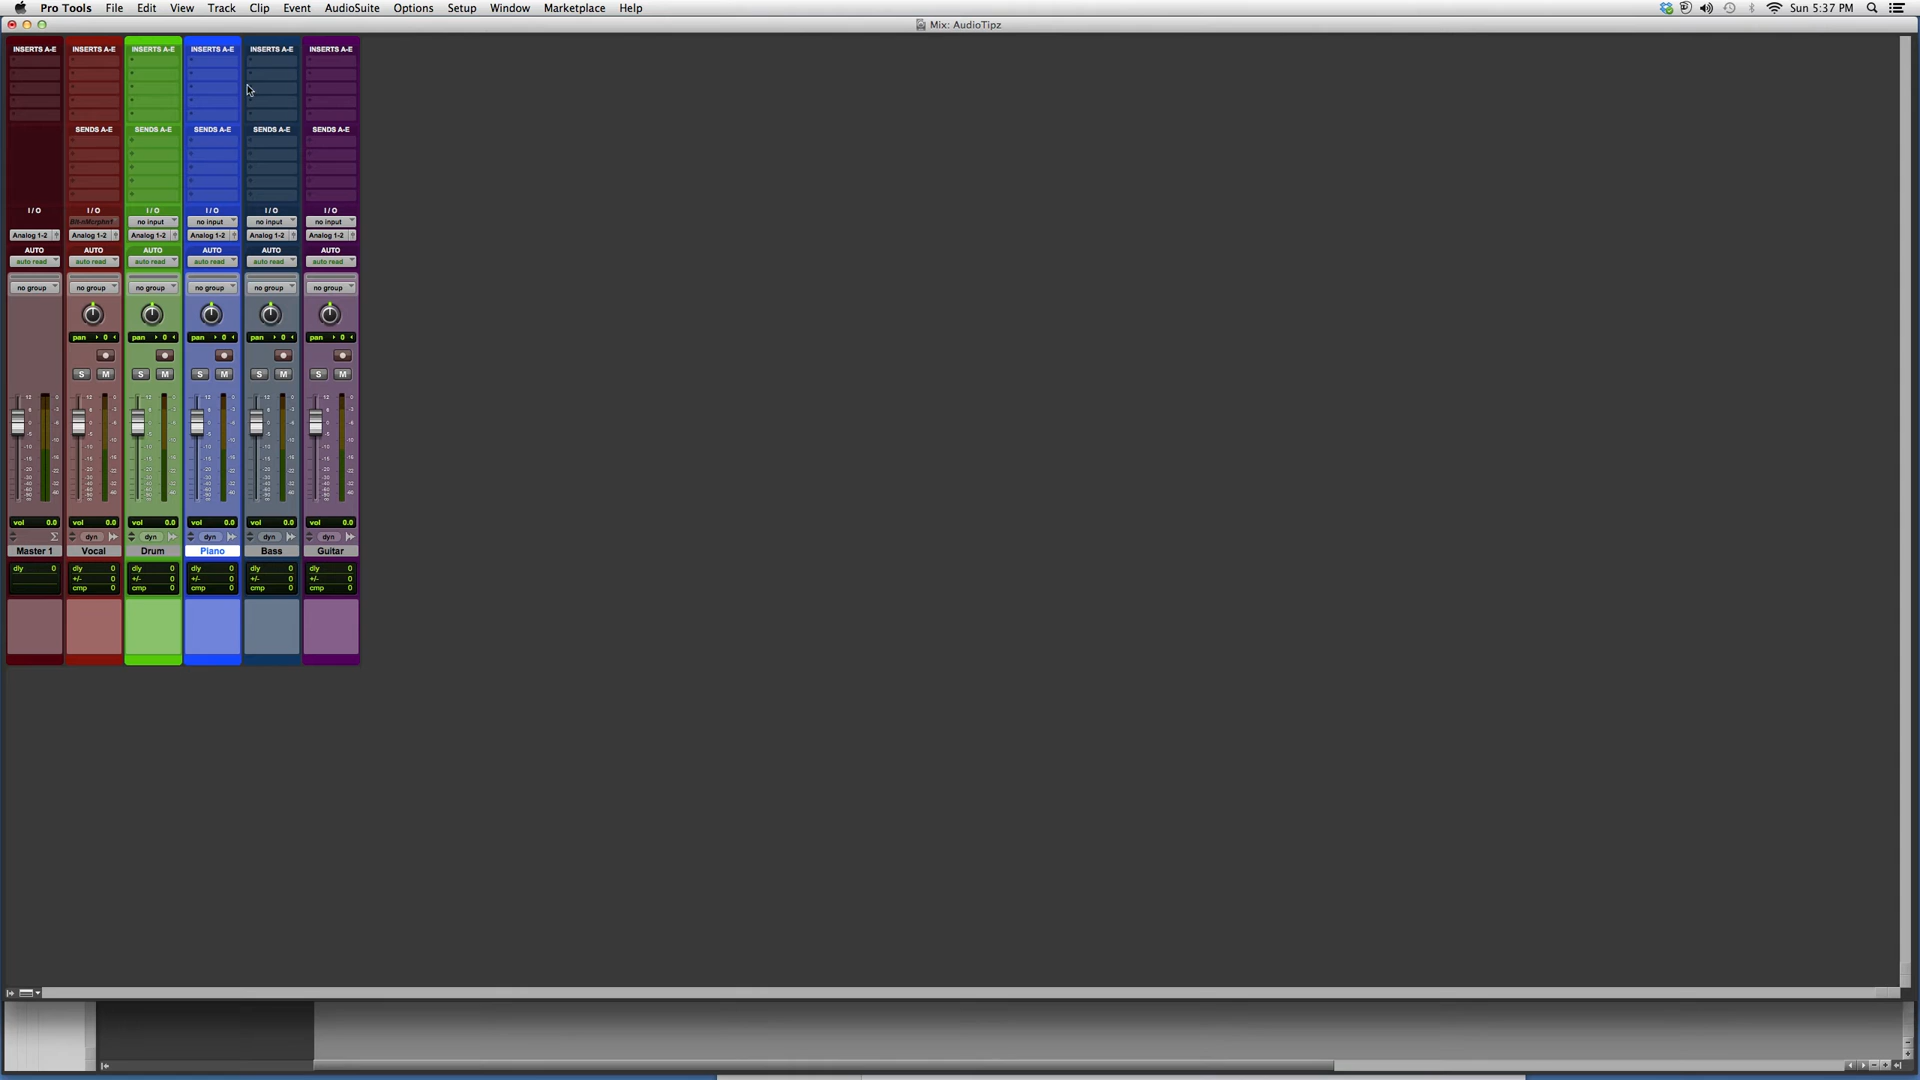 Pro Tools File Edit View Track Clip Event AudioSuite Options Setup Window Marketplace Help Sun 5:37 PM
Mix: AudioTipz
INSERTS A-E INSERTS A-E INSERTS A-E INSERTS A-E INSERTS A-E INSERTS A-E
SENDS A-E SENDS A-E SENDS A-E SENDS A-E SENDS A-E
I / O I / O I / O I / O I / O I / O
no input no input no input no input
Analog 1-2 Analog 1-2 Analog 1-2 Analog 1-2 Analog 1-2 Analog 1-2
AUTO AUTO AUTO AUTO AUTO AUTO
auto read auto read auto read auto read auto read auto read
no group no group no group no group no group no group
pan 0 pan 0 pan 0 pan 0 pan 0
S M S M S M S M S M
vol 0.0 vol 0.0 vol 0.0 vol 0.0 vol 0.0 vol 0.0
dyn dyn dyn dyn dyn
Master 1 Vocal Drum Piano Bass Guitar
dly 0 dly 0 dly 0 dly 0 dly 0 dly 0
+/- 0 +/- 0 +/- 0 +/- 0 +/- 0
cmp 0 cmp 0 cmp 0 cmp 0 cmp 0